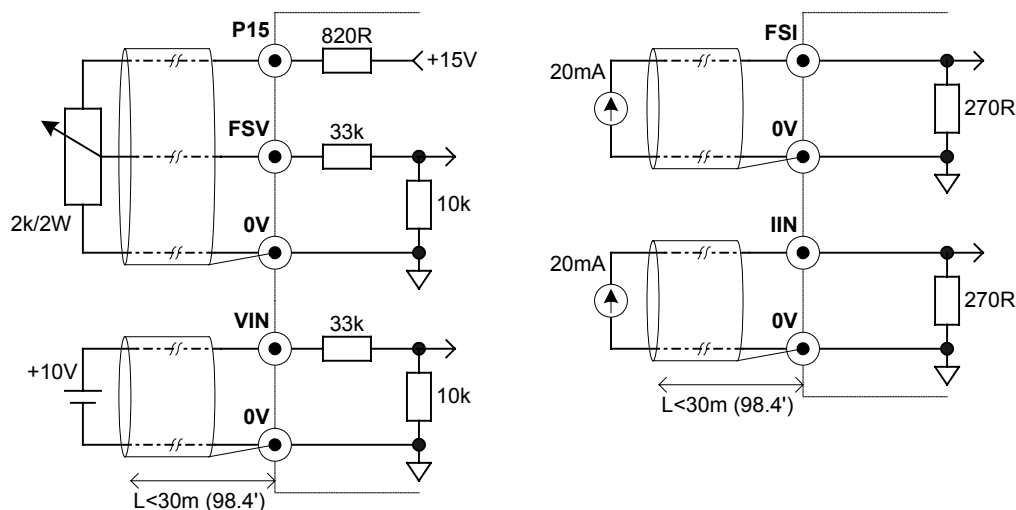 P15
820R
+15V
FSV
33k
10k
2k/2W
0V
VIN
33k
+10V
10k
0V
L<30m (98.4')
FSI
20mA
270R
0V
IIN
20mA
270R
0V
L<30m (98.4')